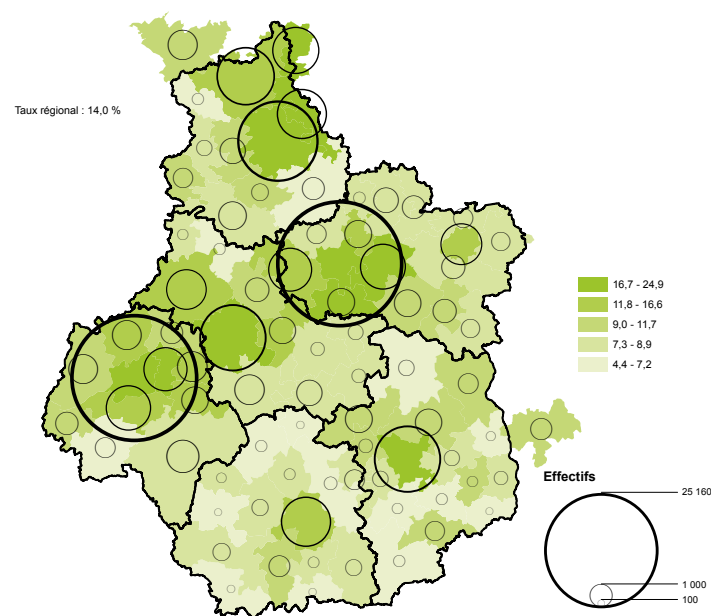 Taux régional : 14,0 %
16,7 - 24,9
11,8 - 16,6
9,0 - 11,7
7,3 - 8,9
4,4 - 7,2
Effectifs
25 160
1 000
100